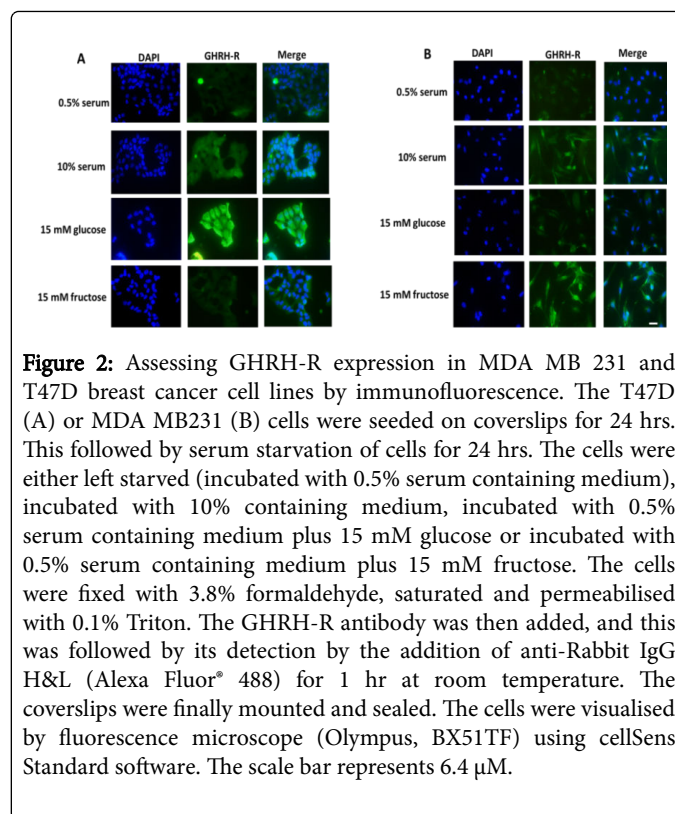 A
DAPI GHRH-R Merge
0.5% serum
10% serum
15 mM glucose
15 mM fructose
B
DAPI GHRH-R Merge
0.5% serum
10% serum
15 mM glucose
15 mM fructose
Figure 2: Assessing GHRH-R expression in MDA MB 231 and
T47D breast cancer cell lines by immunofluorescence. The T47D
(A) or MDA MB231 (B) cells were seeded on coverslips for 24 hrs.
This followed by serum starvation of cells for 24 hrs. The cells were
either left starved (incubated with 0.5% serum containing medium),
incubated with 10% containing medium, incubated with 0.5%
serum containing medium plus 15 mM glucose or incubated with
0.5% serum containing medium plus 15 mM fructose. The cells
were fixed with 3.8% formaldehyde, saturated and permeabilised
with 0.1% Triton. The GHRH-R antibody was then added, and this
was followed by its detection by the addition of anti-Rabbit IgG
H&L (Alexa Fluor® 488) for 1 hr at room temperature. The
coverslips were finally mounted and sealed. The cells were visualised
by fluorescence microscope (Olympus, BX51TF) using cellSens
Standard software. The scale bar represents 6.4 μM.